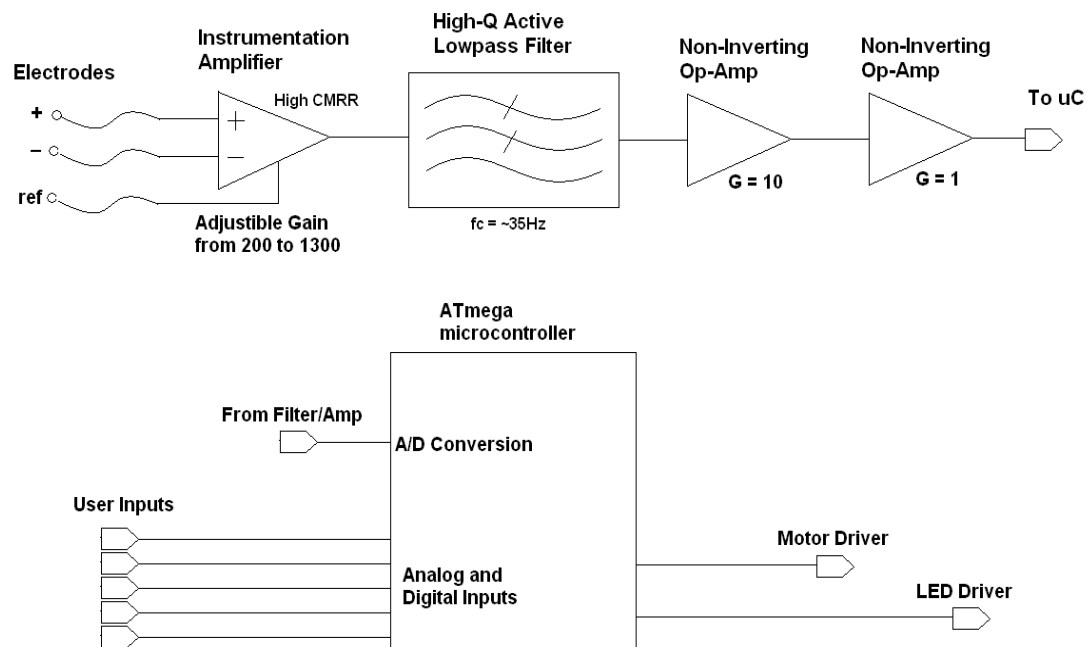 High-Q Active
Lowpass Filter
Instrumentation
Amplifier
Non-Inverting
Op-Amp
Non-Inverting
Op-Amp
Electrodes
High CMRR
To uC
+
+
−
−
G = 10
G = 1
ref
Adjustible Gain
from 200 to 1300
fc = ~35Hz
ATmega
microcontroller
From Filter/Amp
A/D Conversion
User Inputs
Motor Driver
Analog and
Digital Inputs
LED Driver